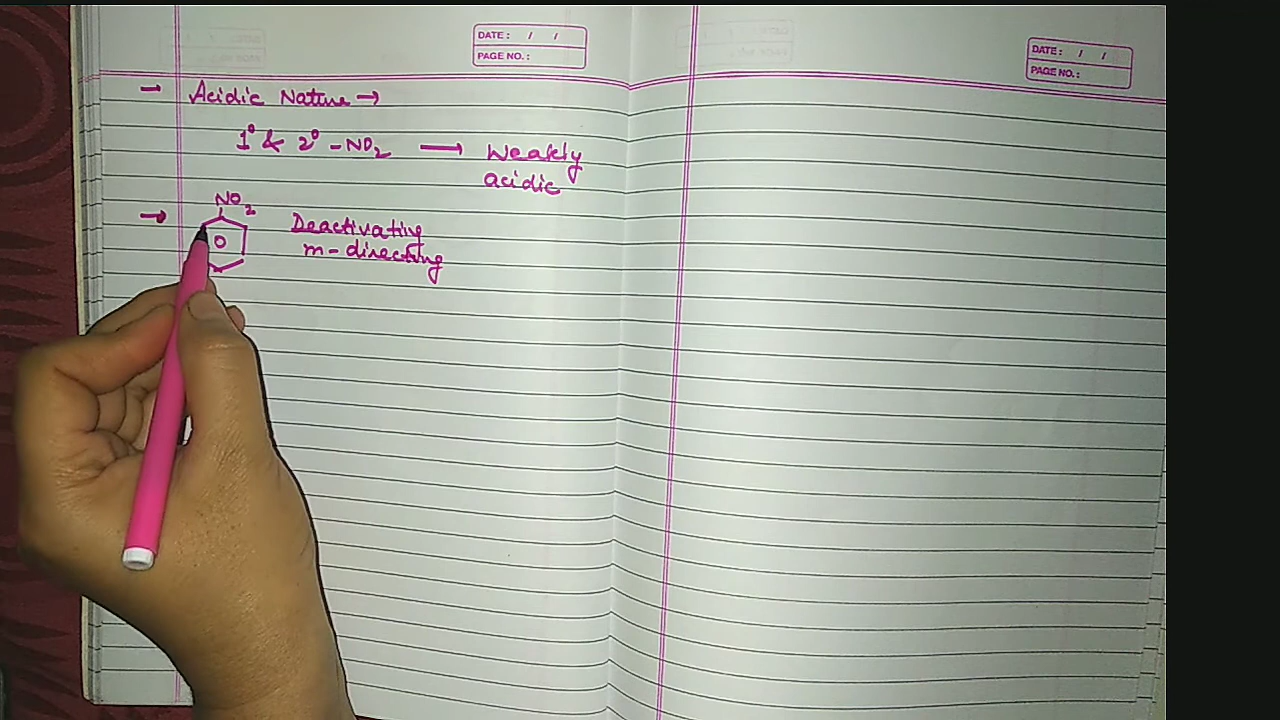 DATE: / /
PAGE NO.:
DATE: / /
PAGE NO.:
→ Acidic Nature →
1° & 2° - NO₂ → Weakly
acidic
→ NO₂
Deactivating
m-directing